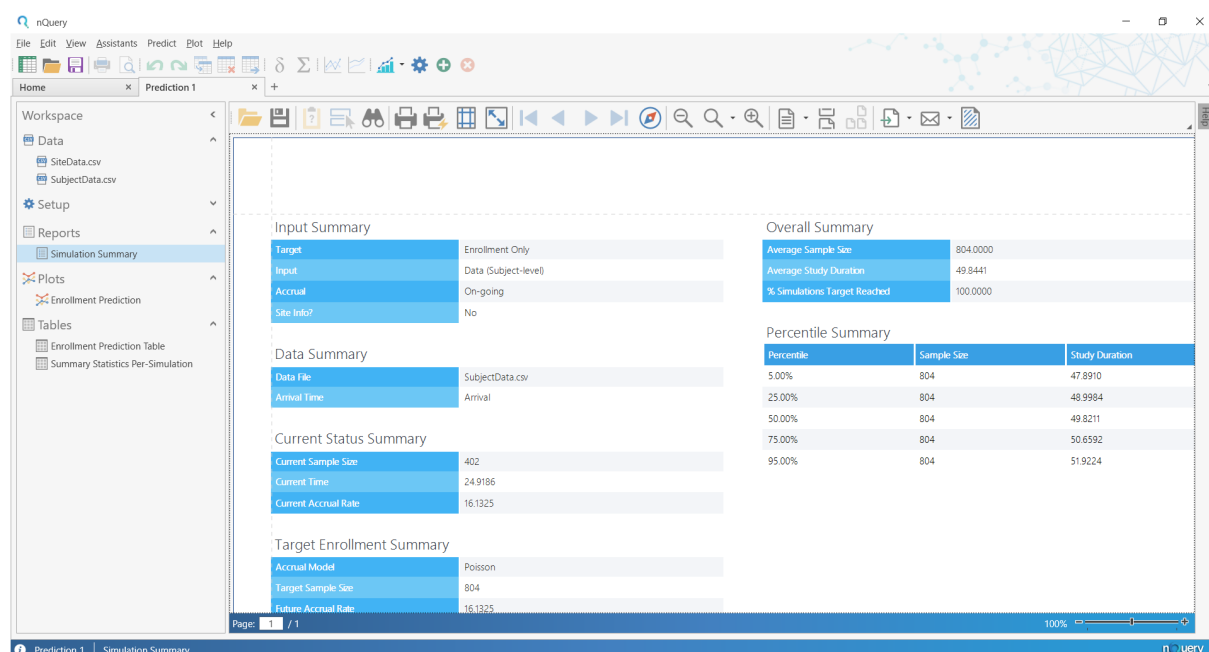 nQuery
File Edit View Assistants Predict Plot Help
Home × Prediction 1 × +
Workspace
Data
SiteData.csv
SubjectData.csv
Setup
Reports
Simulation Summary
Plots
Enrollment Prediction
Tables
Enrollment Prediction Table
Summary Statistics Per-Simulation
Help
Input Summary
Target Enrollment Only
Input Data (Subject-level)
Accrual On-going
Site Info? No
Data Summary
Data File SubjectData.csv
Arrival Time Arrival
Current Status Summary
Current Sample Size 402
Current Time 24.9186
Current Accrual Rate 16.1325
Target Enrollment Summary
Accrual Model Poisson
Target Sample Size 804
Future Accrual Rate 16.1325
Overall Summary
Average Sample Size 804.0000
Average Study Duration 49.8441
% Simulations Target Reached 100.0000
Percentile Summary
Percentile Sample Size Study Duration
5.00% 804 47.8910
25.00% 804 48.9984
50.00% 804 49.8211
75.00% 804 50.6592
95.00% 804 51.9224
Page: 1 / 1 100%
Prediction 1 | Simulation Summary nQuery